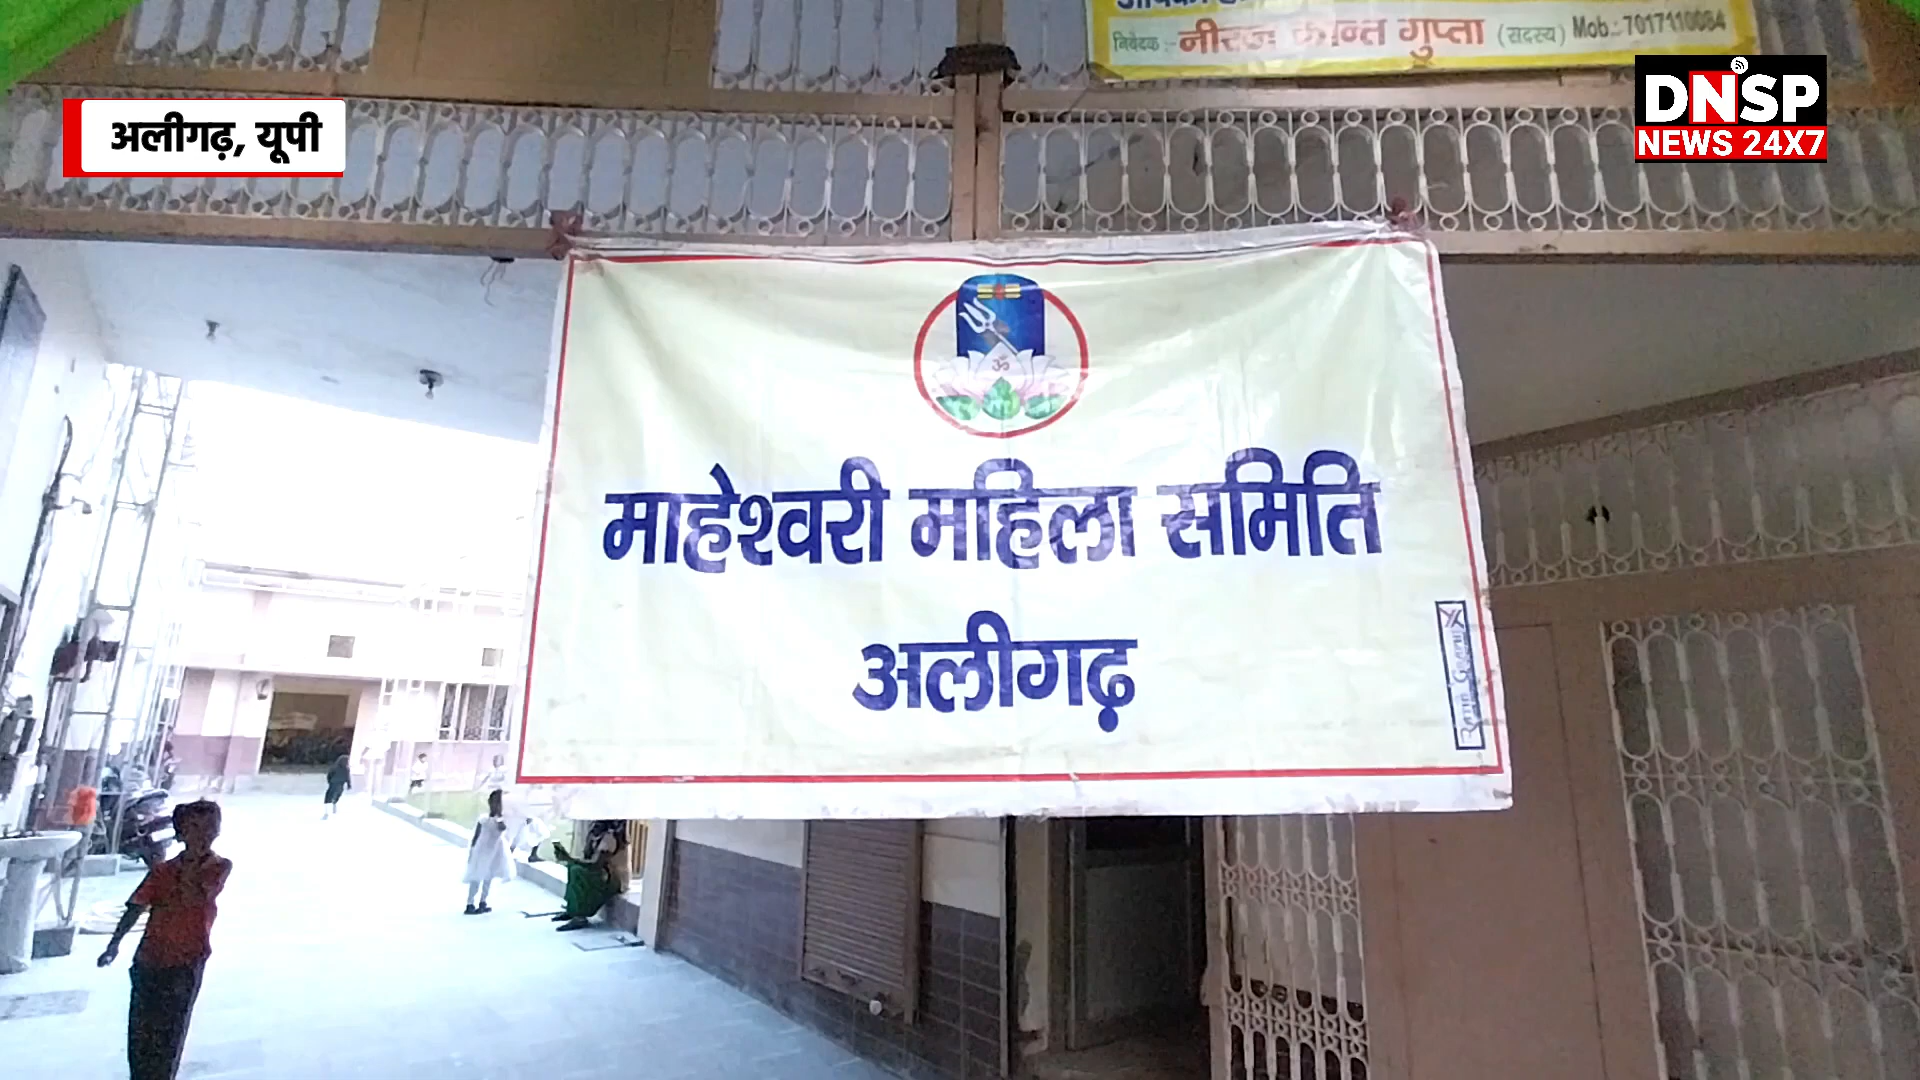 निवेदक :- नीरज कान्त गुप्ता (सदस्य) Mob.:-7017110084
DNSP
NEWS 24X7
अलीगढ़, यूपी
ॐ
माहेश्वरी महिला समिति
अलीगढ़